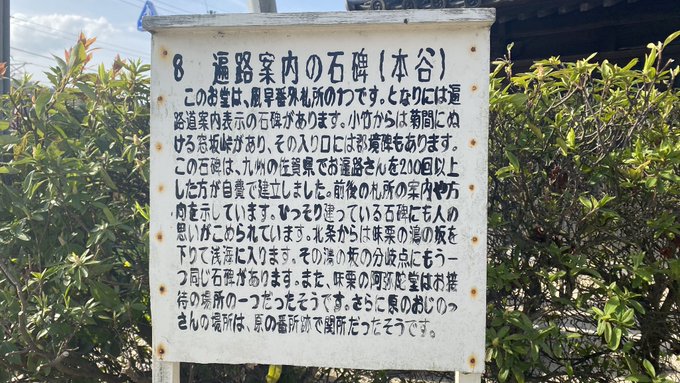 8 遍路案内の石碑(本谷)
このお堂は、風早番外札所の1つです。となりには遍
路道案内表示の石碑があります。小竹からは菊間にぬ
ける窓坂峠があり、その入り口には郡境碑もあります。
この石碑は、九州の佐賀県でお遍路さんを200回以上
した方が自費で建立しました。前後の札所の案内や方
向を示しています。ひっそり建っている石碑にも人の
思いがこめられています。北条からは味栗の鴻の坂を
下りて浅海に入ります。その鴻の坂の分岐点にもう一
つ同じ石碑があります。また、味栗の阿弥陀堂はお接
待の場所の一つだったそうです。さらに原のおじのっ
さんの場所は、原の番所跡で関所だったそうです。